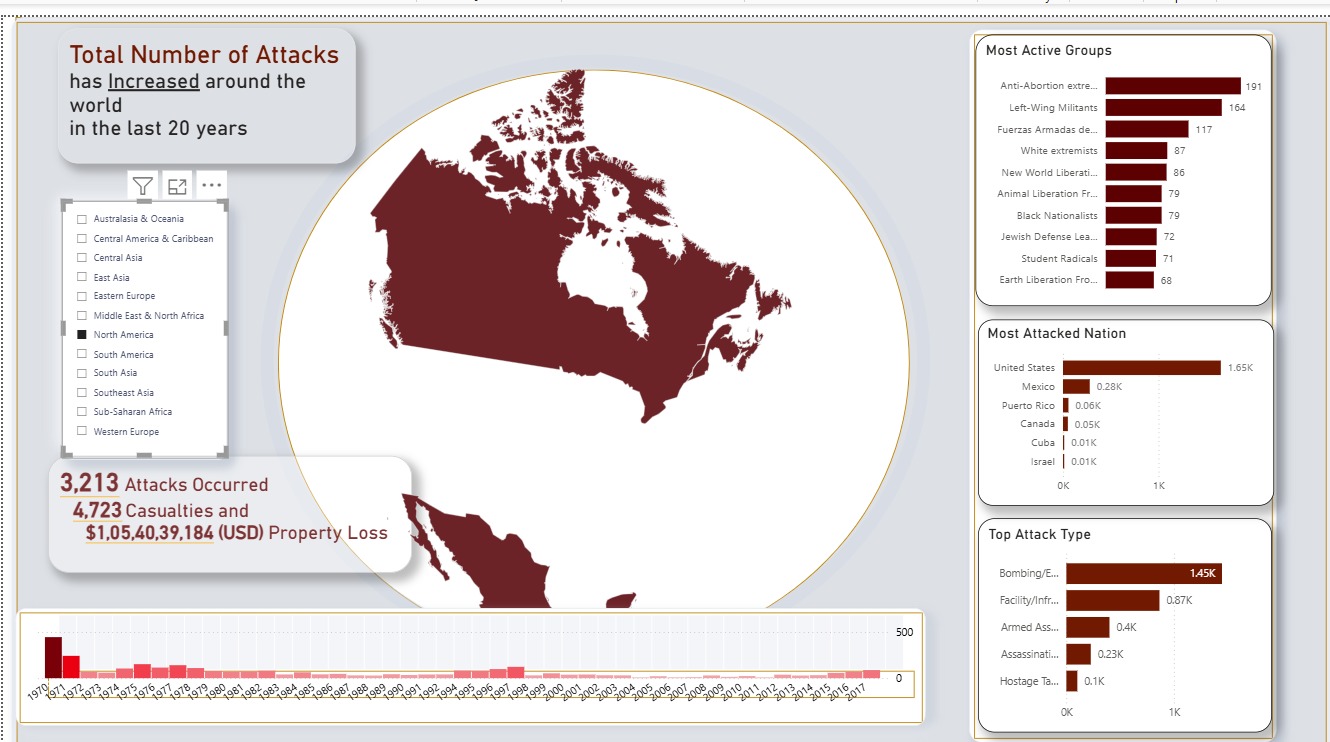 Total Number of Attacks
has Increased around the
world
in the last 20 years
Australasia & Oceania
Central America & Caribbean
Central Asia
East Asia
Eastern Europe
Middle East & North Africa
North America
South America
South Asia
Southeast Asia
Sub-Saharan Africa
Western Europe
3,213 Attacks Occurred
4,723 Casualties and
$1,05,40,39,184 (USD) Property Loss
500
0
1970 1971 1972 1973 1974 1975 1976 1977 1978 1979 1980 1981 1982 1983 1984 1985 1986 1987 1988 1989 1990 1991 1992 1994 1995 1996 1997 1998 1999 2000 2001 2002 2003 2004 2005 2006 2007 2008 2009 2010 2011 2012 2013 2014 2015 2016 2017
Most Active Groups
Anti-Abortion extre... 191
Left-Wing Militants 164
Fuerzas Armadas de... 117
White extremists 87
New World Liberati... 86
Animal Liberation Fr... 79
Black Nationalists 79
Jewish Defense Lea... 72
Student Radicals 71
Earth Liberation Fro... 68
Most Attacked Nation
United States 1.65K
Mexico 0.28K
Puerto Rico 0.06K
Canada 0.05K
Cuba 0.01K
Israel 0.01K
0K 1K
Top Attack Type
Bombing/E... 1.45K
Facility/Infr... 0.87K
Armed Ass... 0.4K
Assassinati... 0.23K
Hostage Ta... 0.1K
0K 1K